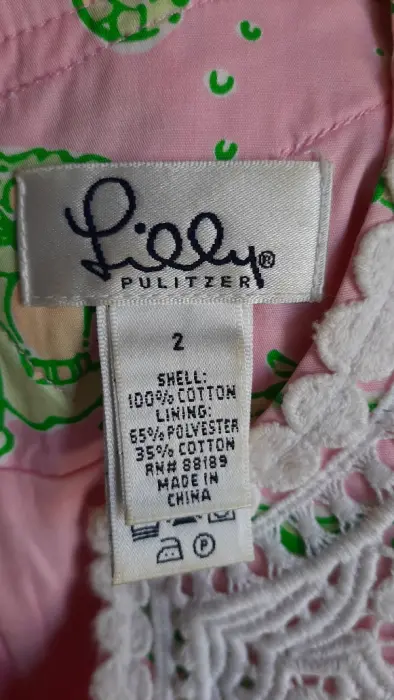 Lilly®
PULITZER
2
SHELL:
100% COTTON
LINING:
65% POLYESTER
35% COTTON
RN# 88189
MADE IN
CHINA
P